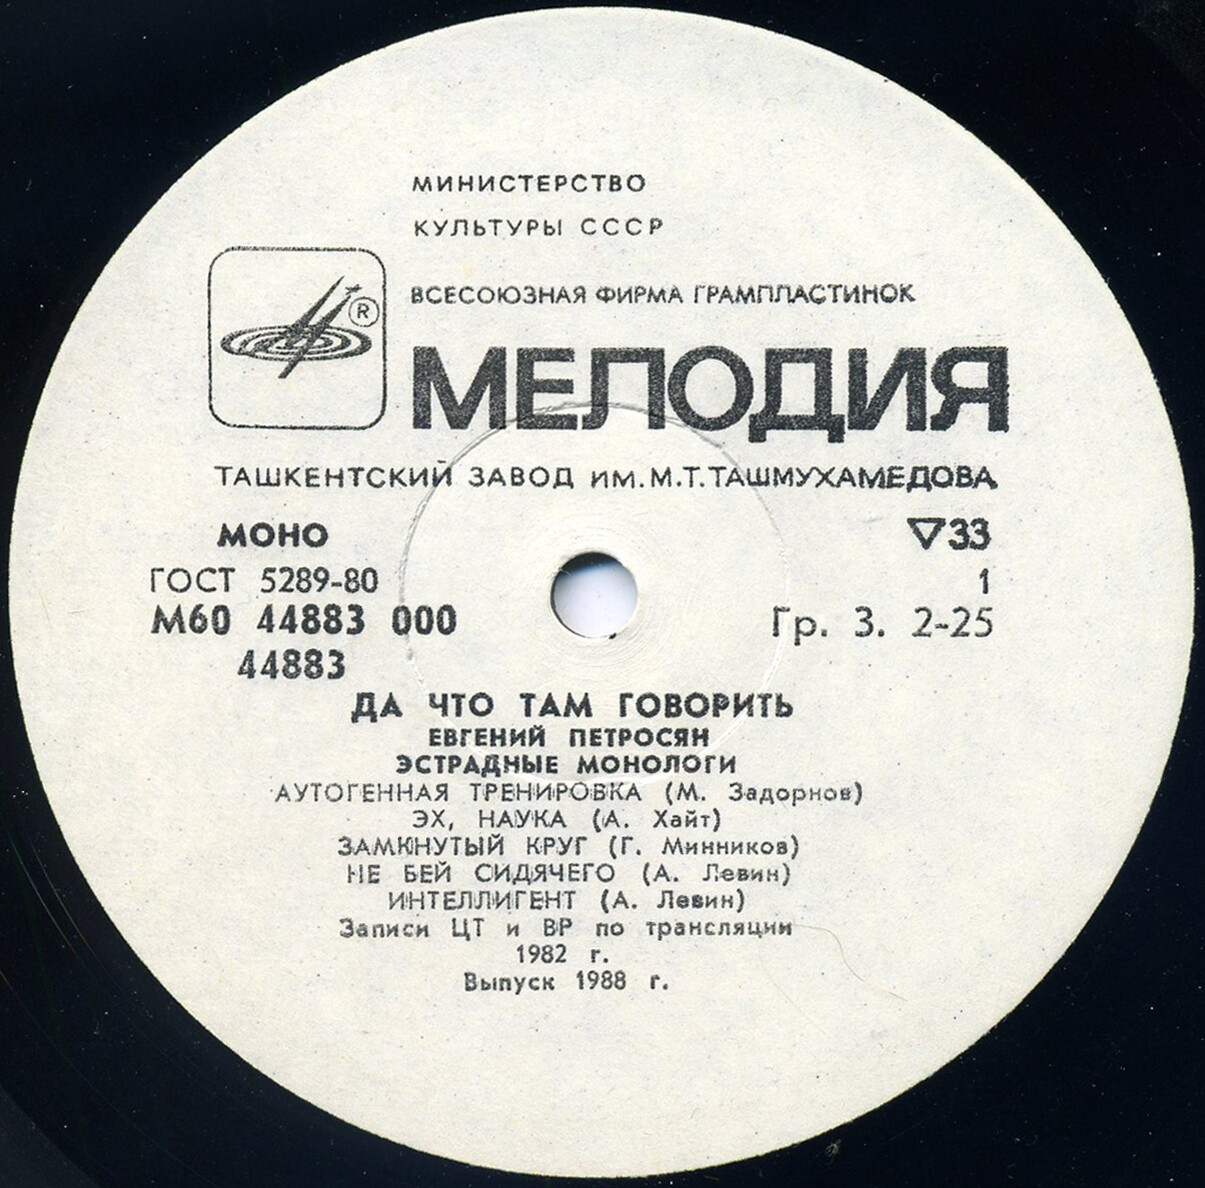 МИНИСТЕРСТВО
КУЛЬТУРЫ СССР
ВСЕСОЮЗНАЯ ФИРМА ГРАМПЛАСТИНОК
®
МЕЛОДИЯ
ТАШКЕНТСКИЙ ЗАВОД ИМ. М. Т. ТАШМУХАМЕДОВА
МОНО ▽33
ГОСТ 5289-80 1
М60 44883 000 Гр. 3. 2-25
44883
ДА ЧТО ТАМ ГОВОРИТЬ
ЕВГЕНИЙ ПЕТРОСЯН
ЭСТРАДНЫЕ МОНОЛОГИ
АУТОГЕННАЯ ТРЕНИРОВКА (М. Задорнов)
ЭХ, НАУКА (А. Хайт)
ЗАМКНУТЫЙ КРУГ (Г. Минников)
НЕ БЕЙ СИДЯЧЕГО (А. Левин)
ИНТЕЛЛИГЕНТ (А. Левин)
Записи ЦТ и ВР по трансляции
1982 г.
Выпуск 1988 г.